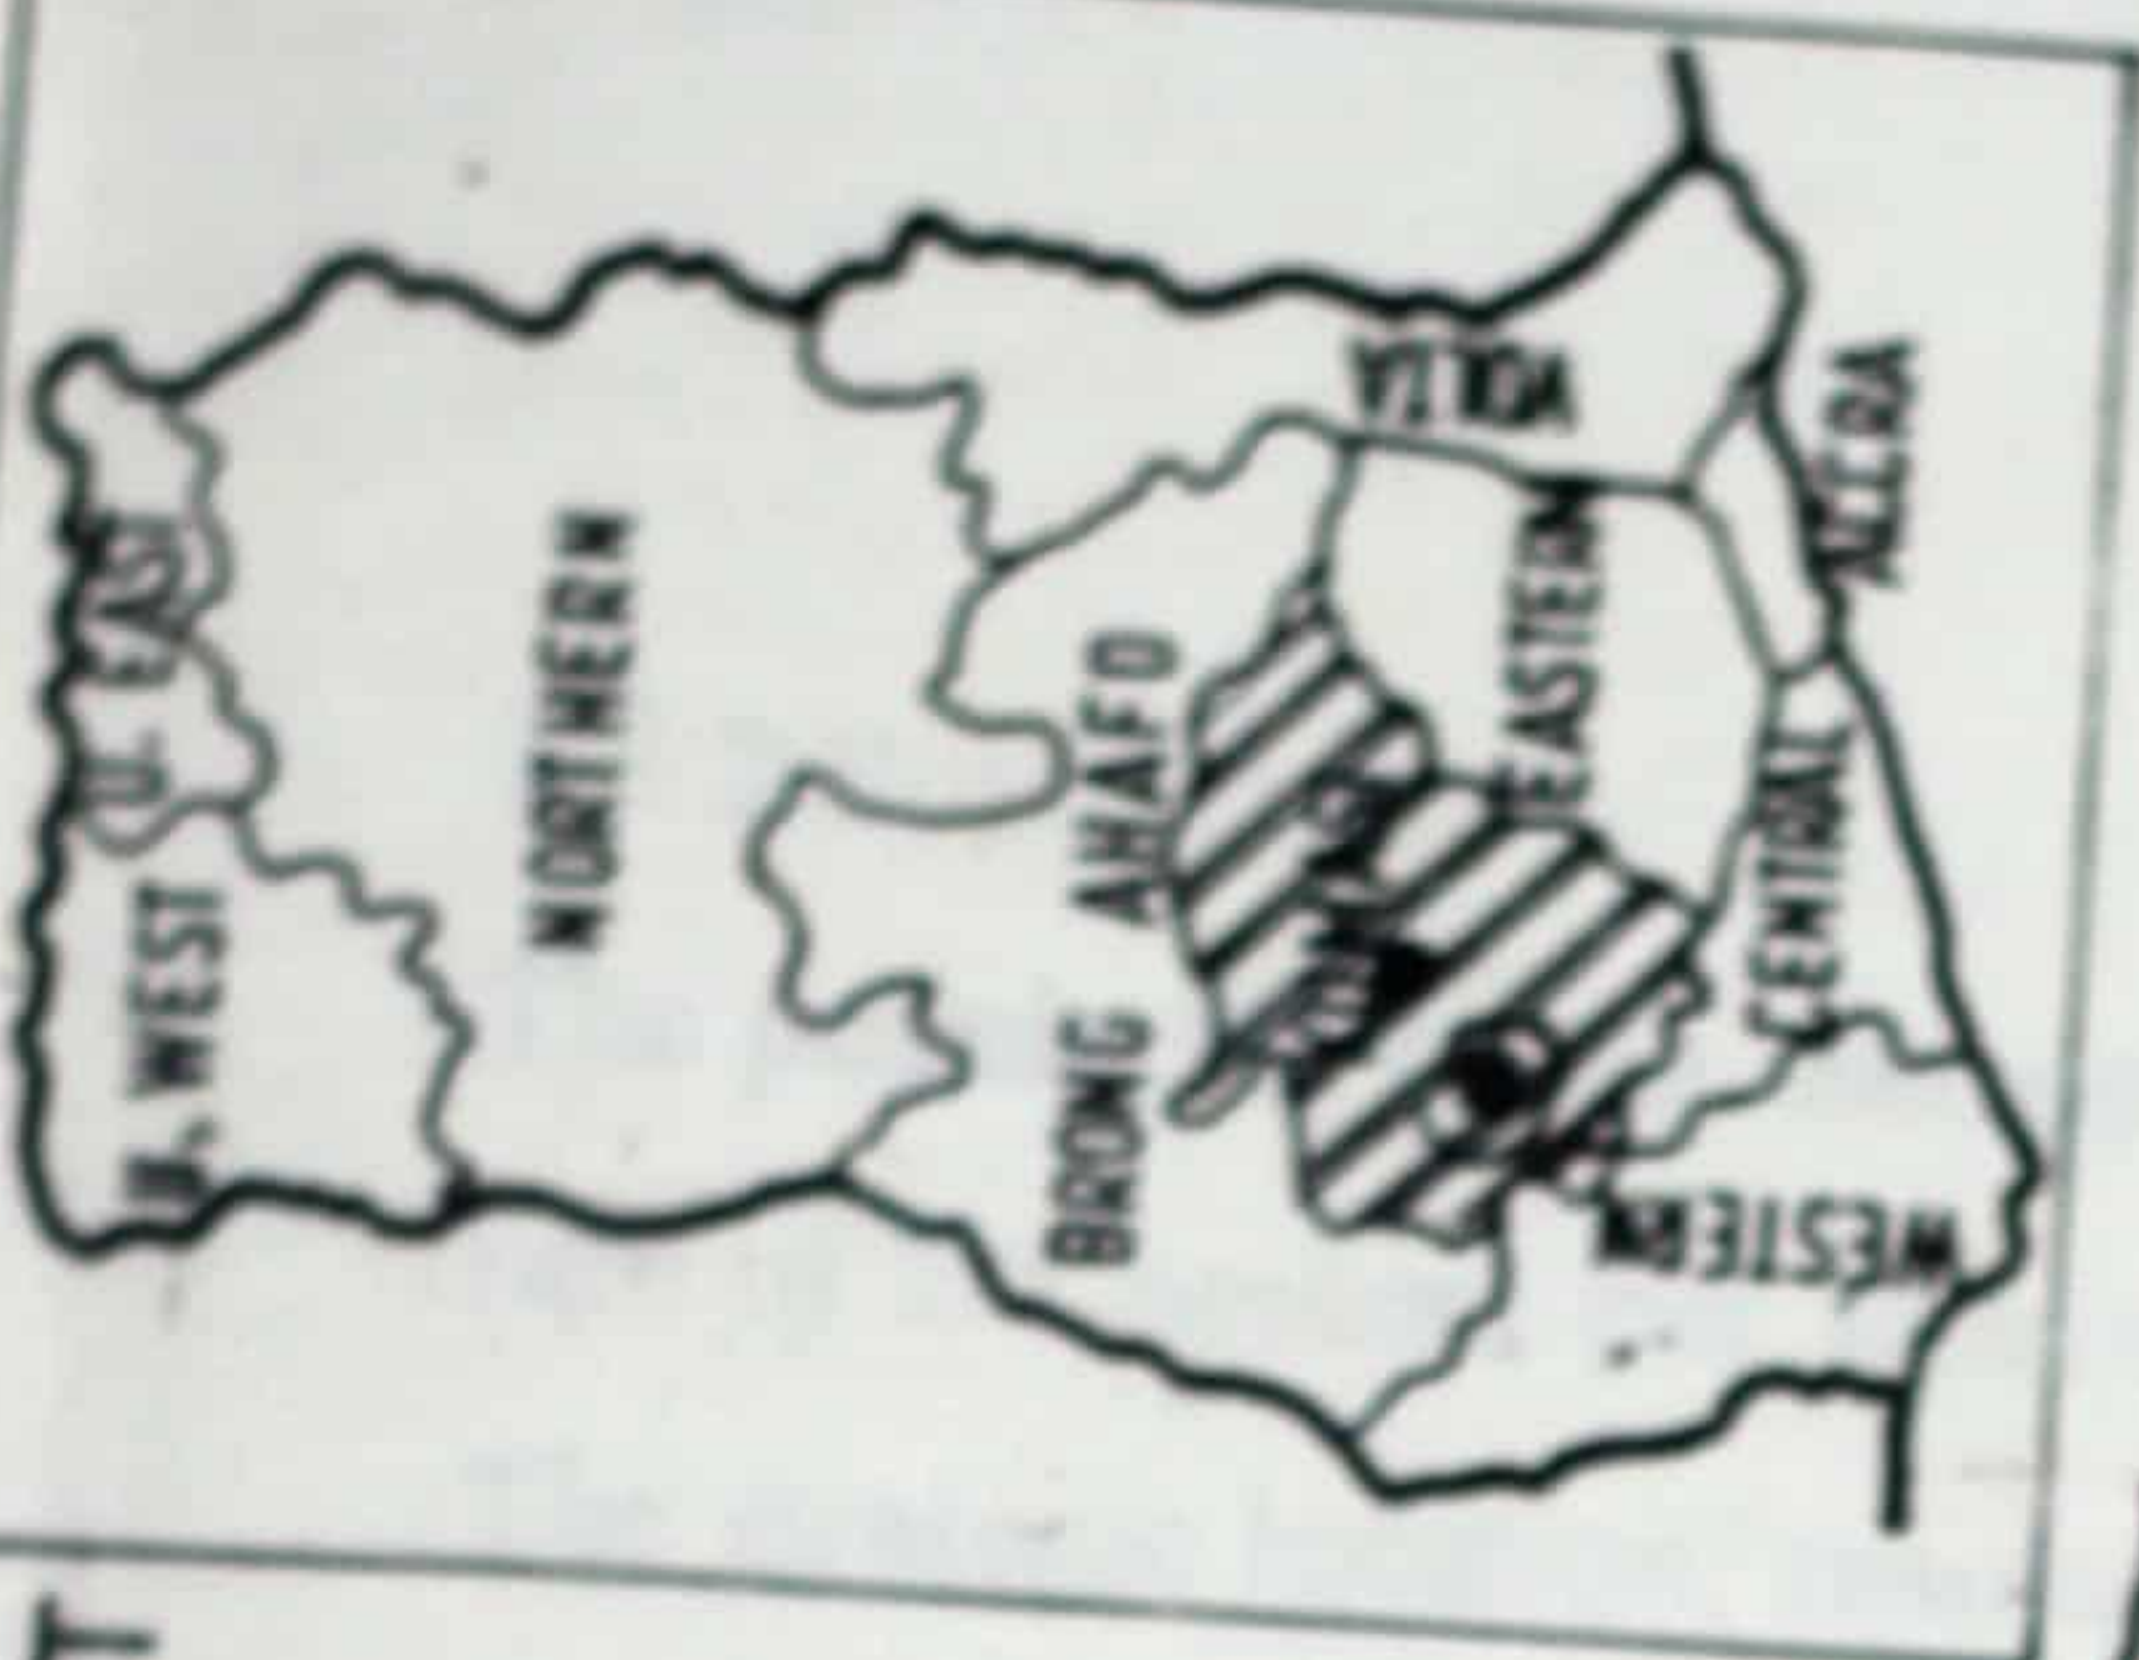 U. EAST
U. WEST
NORTHERN
BRONG AHAFO
VOLTA
EASTERN
ACCRA
CENTRAL
WESTERN
T